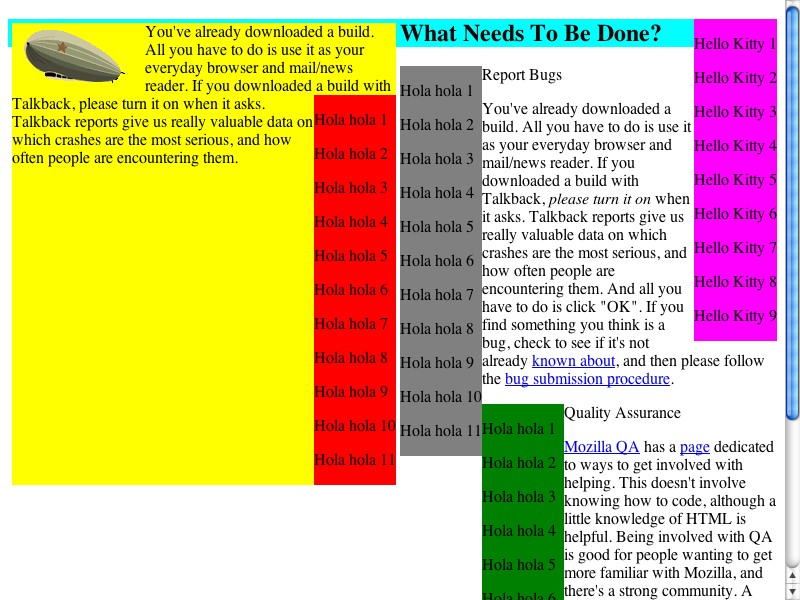 You've already downloaded a build.
All you have to do is use it as your
everyday browser and mail/news
reader. If you downloaded a build with
Talkback, please turn it on when it asks.
Talkback reports give us really valuable data on
which crashes are the most serious, and how
often people are encountering them.
Hola hola 1
Hola hola 2
Hola hola 3
Hola hola 4
Hola hola 5
Hola hola 6
Hola hola 7
Hola hola 8
Hola hola 9
Hola hola 10
Hola hola 11
What Needs To Be Done?
Hola hola 1
Hola hola 2
Hola hola 3
Hola hola 4
Hola hola 5
Hola hola 6
Hola hola 7
Hola hola 8
Hola hola 9
Hola hola 10
Hola hola 11
Report Bugs
You've already downloaded a
build. All you have to do is use it
as your everyday browser and
mail/news reader. If you
downloaded a build with
Talkback, please turn it on when
it asks. Talkback reports give us
really valuable data on which
crashes are the most serious, and
how often people are
encountering them. And all you
have to do is click "OK". If you
find something you think is a
bug, check to see if it's not
already known about, and then please follow
the bug submission procedure.
Hello Kitty 1
Hello Kitty 2
Hello Kitty 3
Hello Kitty 4
Hello Kitty 5
Hello Kitty 6
Hello Kitty 7
Hello Kitty 8
Hello Kitty 9
Hola hola 1
Hola hola 2
Hola hola 3
Hola hola 4
Hola hola 5
Hola hola 6
Quality Assurance
Mozilla QA has a page dedicated
to ways to get involved with
helping. This doesn't involve
knowing how to code, although a
little knowledge of HTML is
helpful. Being involved with QA
is good for people wanting to get
more familiar with Mozilla, and
there's a strong community. A